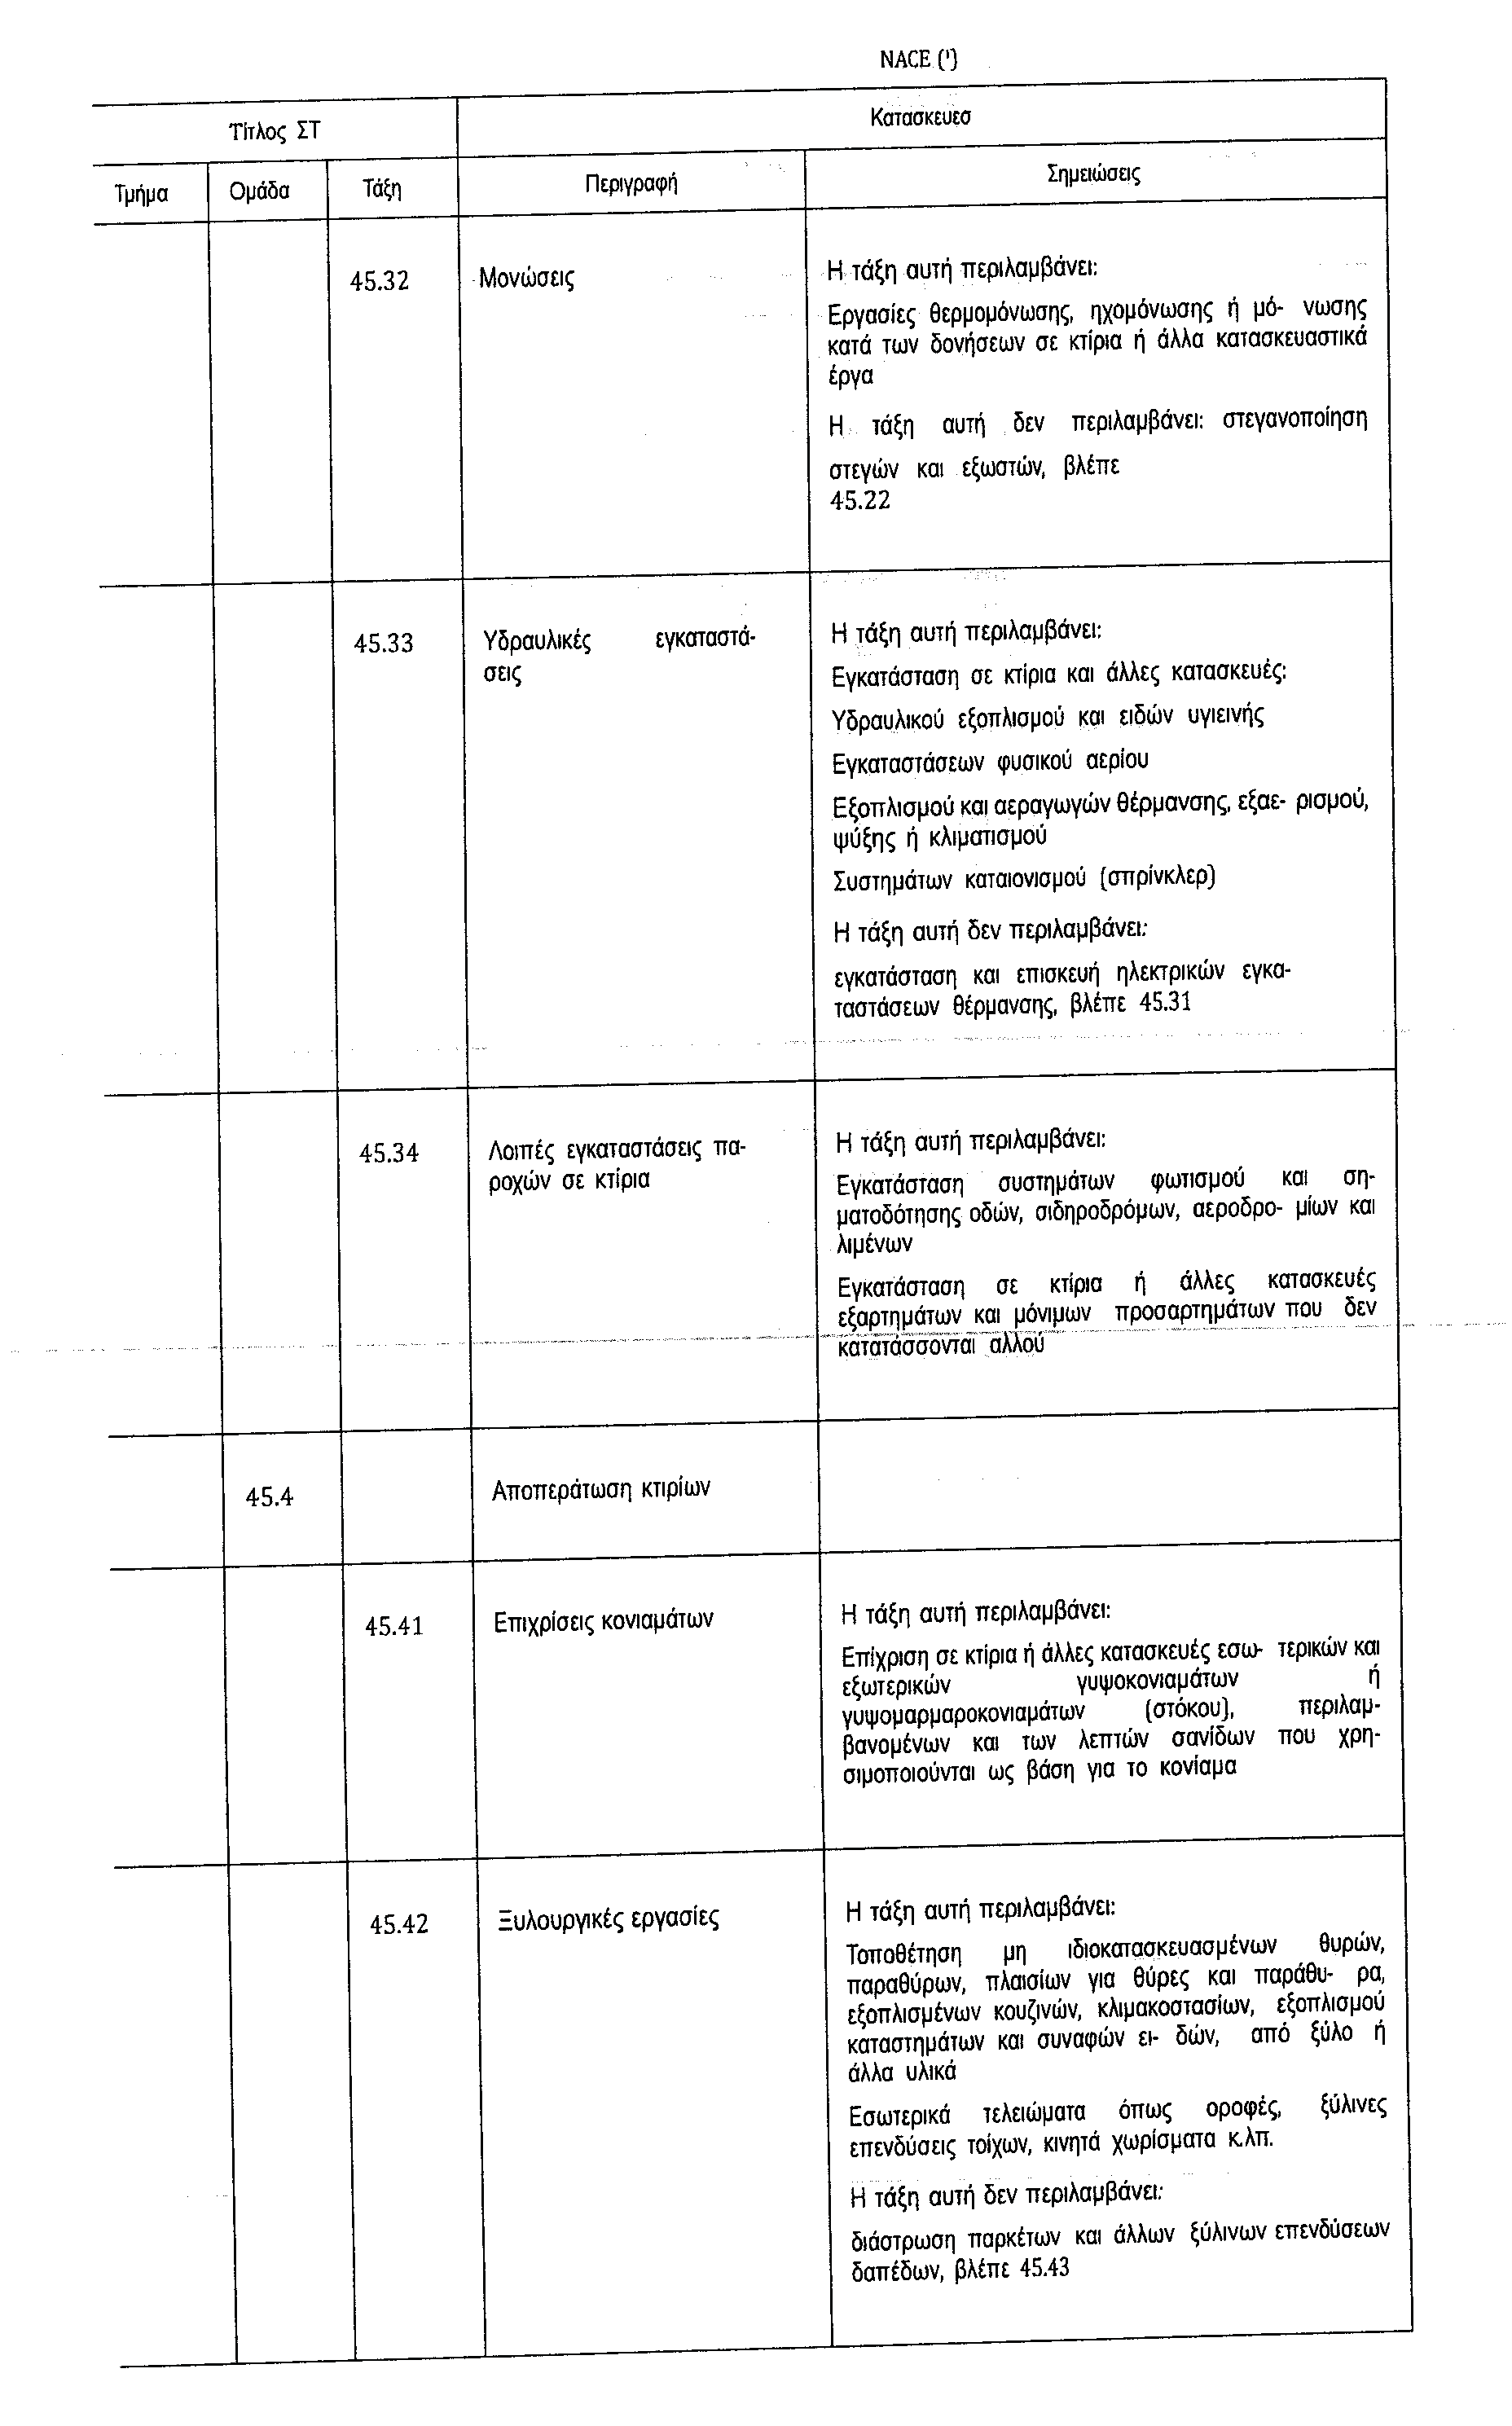 NACE (¹)
Τίτλος ΣΤ
Κατασκευεσ
Τμήμα
Ομάδα
Τάξη
Περιγραφή
Σημειώσεις
45.32
Μονώσεις
Η τάξη αυτή περιλαμβάνει:
Εργασίες θερμομόνωσης, ηχομόνωσης ή μό- νωσης
κατά των δονήσεων σε κτίρια ή άλλα κατασκευαστικά
έργα
Η τάξη αυτή δεν περιλαμβάνει: στεγανοποίηση
στεγών και εξωστών, βλέπε
45.22
45.33
Υδραυλικές εγκαταστά-
σεις
Η τάξη αυτή περιλαμβάνει:
Εγκατάσταση σε κτίρια και άλλες κατασκευές:
Υδραυλικού εξοπλισμού και ειδών υγιεινής
Εγκαταστάσεων φυσικού αερίου
Εξοπλισμού και αεραγωγών θέρμανσης, εξαε- ρισμού,
ψύξης ή κλιματισμού
Συστημάτων καταιονισμού (σπρίνκλερ)
Η τάξη αυτή δεν περιλαμβάνει:
εγκατάσταση και επισκευή ηλεκτρικών εγκα-
ταστάσεων θέρμανσης, βλέπε 45.31
45.34
Λοιπές εγκαταστάσεις πα-
ροχών σε κτίρια
Η τάξη αυτή περιλαμβάνει:
Εγκατάσταση συστημάτων φωτισμού και ση-
ματοδότησης οδών, σιδηροδρόμων, αεροδρο- μίων και
λιμένων
Εγκατάσταση σε κτίρια ή άλλες κατασκευές
εξαρτημάτων και μόνιμων προσαρτημάτων που δεν
κατατάσσονται αλλού
45.4
Αποπεράτωση κτιρίων
45.41
Επιχρίσεις κονιαμάτων
Η τάξη αυτή περιλαμβάνει:
Επίχριση σε κτίρια ή άλλες κατασκευές εσω- τερικών και
εξωτερικών γυψοκονιαμάτων ή
γυψομαρμαροκονιαμάτων (στόκου), περιλαμ-
βανομένων και των λεπτών σανίδων που χρη-
σιμοποιούνται ως βάση για το κονίαμα
45.42
Ξυλουργικές εργασίες
Η τάξη αυτή περιλαμβάνει:
Τοποθέτηση μη ιδιοκατασκευασμένων θυρών,
παραθύρων, πλαισίων για θύρες και παράθυ- ρα,
εξοπλισμένων κουζινών, κλιμακοστασίων, εξοπλισμού
καταστημάτων και συναφών ει- δών, από ξύλο ή
άλλα υλικά
Εσωτερικά τελειώματα όπως οροφές, ξύλινες
επενδύσεις τοίχων, κινητά χωρίσματα κ.λπ.
Η τάξη αυτή δεν περιλαμβάνει:
διάστρωση παρκέτων και άλλων ξύλινων επενδύσεων
δαπέδων, βλέπε 45.43